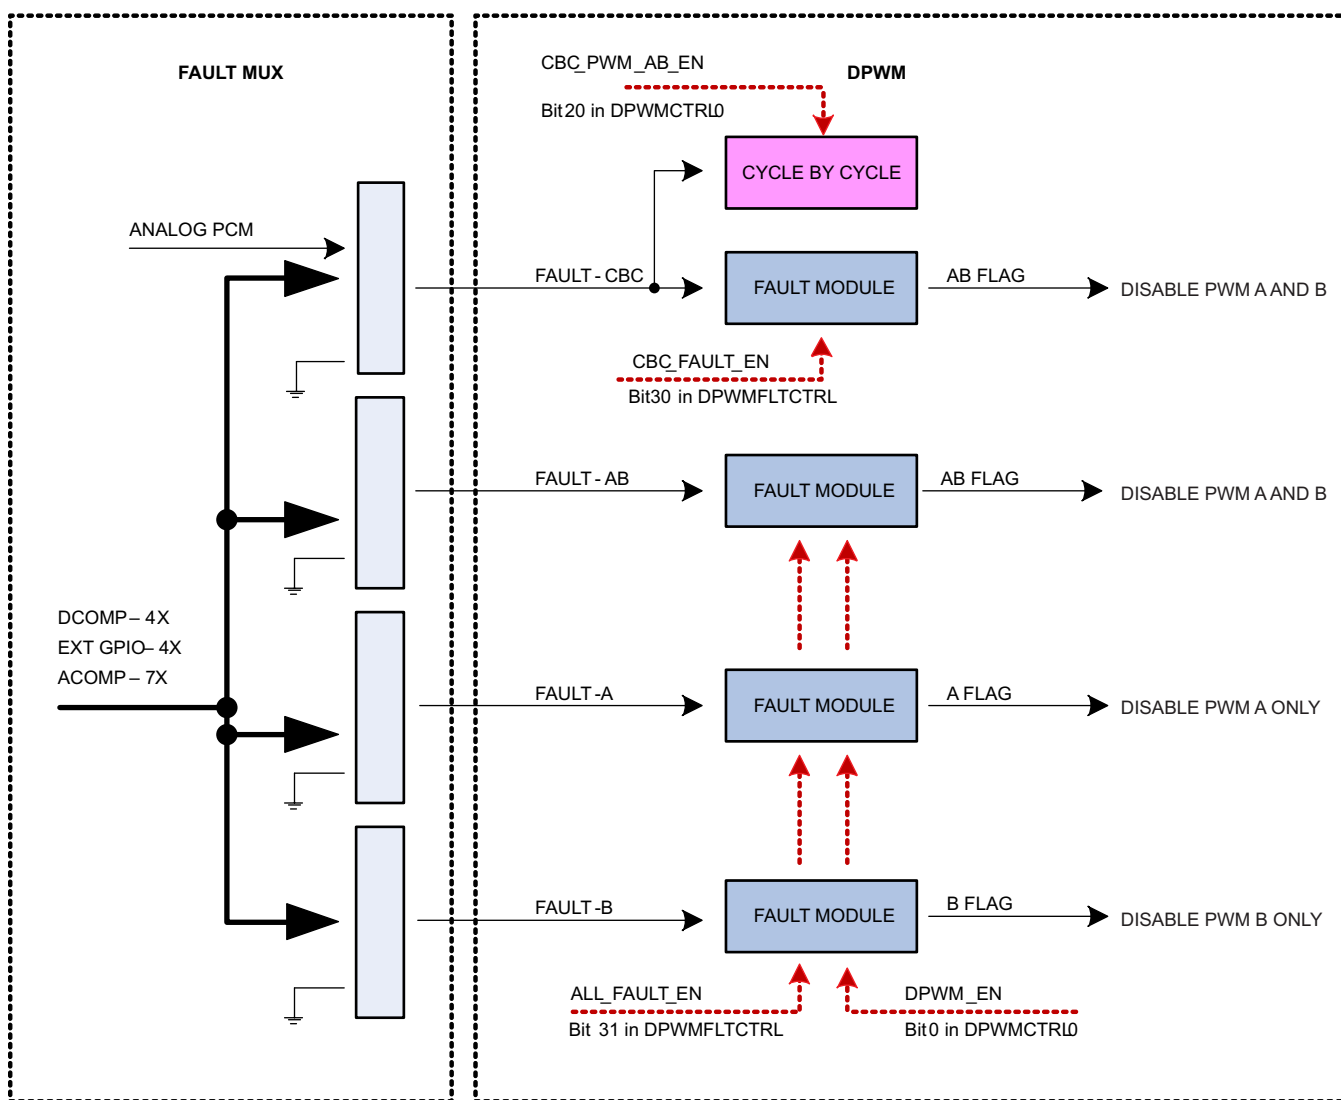 FAULT MUX
DPWM
CBC_PWM_AB_EN
Bit20 in DPWMCTRL0
CYCLE BY CYCLE
ANALOG PCM
FAULT-CBC
FAULT MODULE
AB FLAG
DISABLE PWM A AND B
CBC_FAULT_EN
Bit30 in DPWMFLTCTRL
FAULT-AB
FAULT MODULE
AB FLAG
DISABLE PWM A AND B
DCOMP– 4X
EXT GPIO– 4X
ACOMP– 7X
FAULT-A
FAULT MODULE
A FLAG
DISABLE PWM A ONLY
FAULT-B
FAULT MODULE
B FLAG
DISABLE PWM B ONLY
ALL_FAULT_EN
Bit 31 in DPWMFLTCTRL
DPWM_EN
Bit0 in DPWMCTRL0